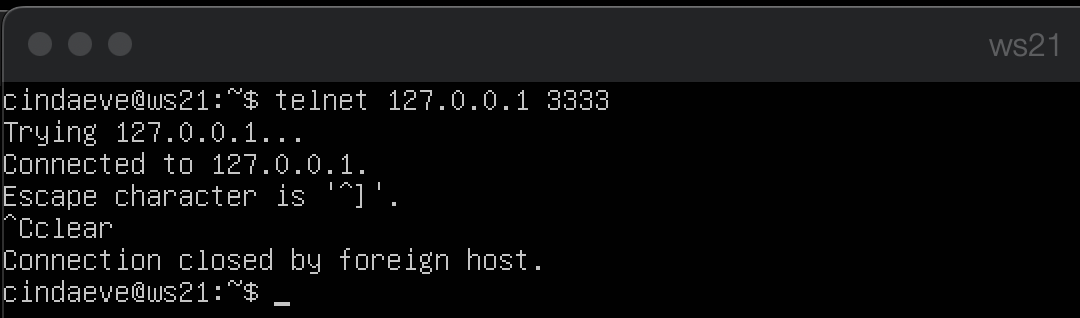 ws21
cindaeve@ws21:~$ telnet 127.0.0.1 3333
Trying 127.0.0.1...
Connected to 127.0.0.1.
Escape character is '^]'.
^Cclear
Connection closed by foreign host.
cindaeve@ws21:~$ _